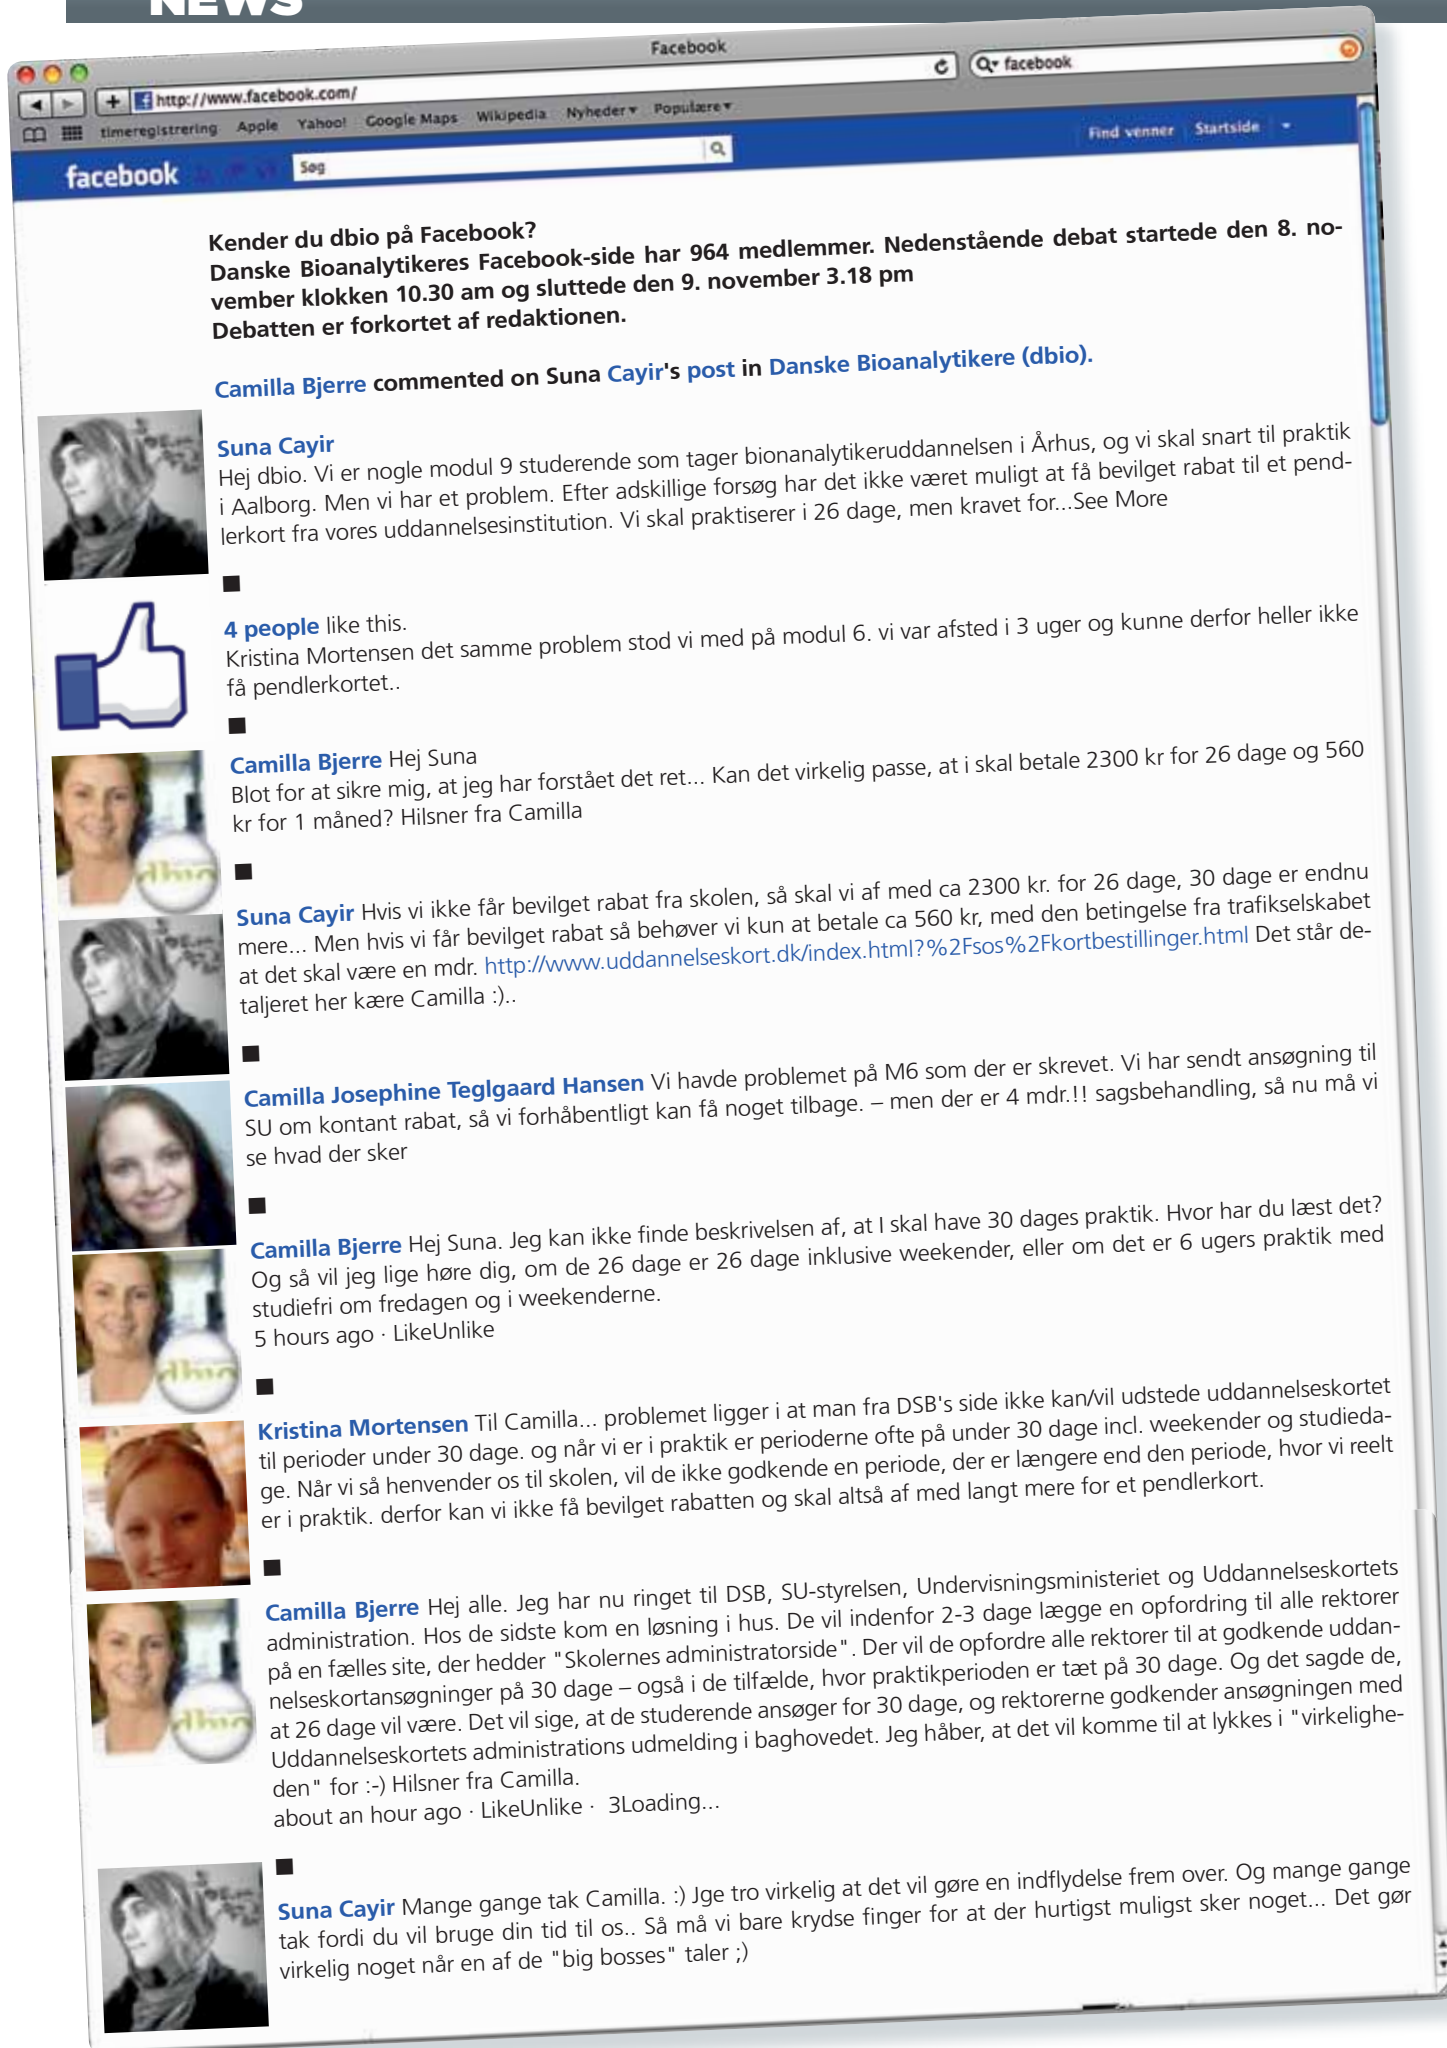 NEWS
Facebook
http://www.facebook.com/
facebook
timeregistrering Apple Yahoo! Google Maps Wikipedia Nyheder Populære
facebook
Søg
Find venner Startside
Kender du dbio på Facebook?
Danske Bioanalytikeres Facebook-side har 964 medlemmer. Nedenstående debat startede den 8. no-
vember klokken 10.30 am og sluttede den 9. november 3.18 pm
Debatten er forkortet af redaktionen.
Camilla Bjerre commented on Suna Cayir's post in Danske Bioanalytikere (dbio).
Suna Cayir
Hej dbio. Vi er nogle modul 9 studerende som tager bionanalytikeruddannelsen i Århus, og vi skal snart til praktik
i Aalborg. Men vi har et problem. Efter adskillige forsøg har det ikke været muligt at få bevilget rabat til et pend-
lerkort fra vores uddannelsesinstitution. Vi skal praktiserer i 26 dage, men kravet for...See More
4 people like this.
Kristina Mortensen det samme problem stod vi med på modul 6. vi var afsted i 3 uger og kunne derfor heller ikke
få pendlerkortet..
Camilla Bjerre Hej Suna
Blot for at sikre mig, at jeg har forstået det ret... Kan det virkelig passe, at i skal betale 2300 kr for 26 dage og 560
kr for 1 måned? Hilsner fra Camilla
dbio
Suna Cayir Hvis vi ikke får bevilget rabat fra skolen, så skal vi af med ca 2300 kr. for 26 dage, 30 dage er endnu
mere... Men hvis vi får bevilget rabat så behøver vi kun at betale ca 560 kr, med den betingelse fra trafikselskabet
at det skal være en mdr. http://www.uddannelseskort.dk/index.html?%2Fsos%2Fkortbestillinger.html Det står de-
taljeret her kære Camilla :)..
Camilla Josephine Teglgaard Hansen Vi havde problemet på M6 som der er skrevet. Vi har sendt ansøgning til
SU om kontant rabat, så vi forhåbentligt kan få noget tilbage. – men der er 4 mdr.!! sagsbehandling, så nu må vi
se hvad der sker
Camilla Bjerre Hej Suna. Jeg kan ikke finde beskrivelsen af, at I skal have 30 dages praktik. Hvor har du læst det?
Og så vil jeg lige høre dig, om de 26 dage er 26 dage inklusive weekender, eller om det er 6 ugers praktik med
studiefri om fredagen og i weekenderne.
5 hours ago · LikeUnlike
dbio
Kristina Mortensen Til Camilla... problemet ligger i at man fra DSB's side ikke kan/vil udstede uddannelseskortet
til perioder under 30 dage. og når vi er i praktik er perioderne ofte på under 30 dage incl. weekender og studieda-
ge. Når vi så henvender os til skolen, vil de ikke godkende en periode, der er længere end den periode, hvor vi reelt
er i praktik. derfor kan vi ikke få bevilget rabatten og skal altså af med langt mere for et pendlerkort.
Camilla Bjerre Hej alle. Jeg har nu ringet til DSB, SU-styrelsen, Undervisningsministeriet og Uddannelseskortets
administration. Hos de sidste kom en løsning i hus. De vil indenfor 2-3 dage lægge en opfordring til alle rektorer
på en fælles site, der hedder "Skolernes administratorside". Der vil de opfordre alle rektorer til at godkende uddan-
nelseskortansøgninger på 30 dage – også i de tilfælde, hvor praktikperioden er tæt på 30 dage. Og det sagde de,
at 26 dage vil være. Det vil sige, at de studerende ansøger for 30 dage, og rektorerne godkender ansøgningen med
Uddannelseskortets administrations udmelding i baghovedet. Jeg håber, at det vil komme til at lykkes i "virkelighe-
den" for :-) Hilsner fra Camilla.
about an hour ago · LikeUnlike · 3Loading...
dbio
Suna Cayir Mange gange tak Camilla. :) Jge tro virkelig at det vil gøre en indflydelse frem over. Og mange gange
tak fordi du vil bruge din tid til os.. Så må vi bare krydse finger for at der hurtigst muligst sker noget... Det gør
virkelig noget når en af de "big bosses" taler ;)